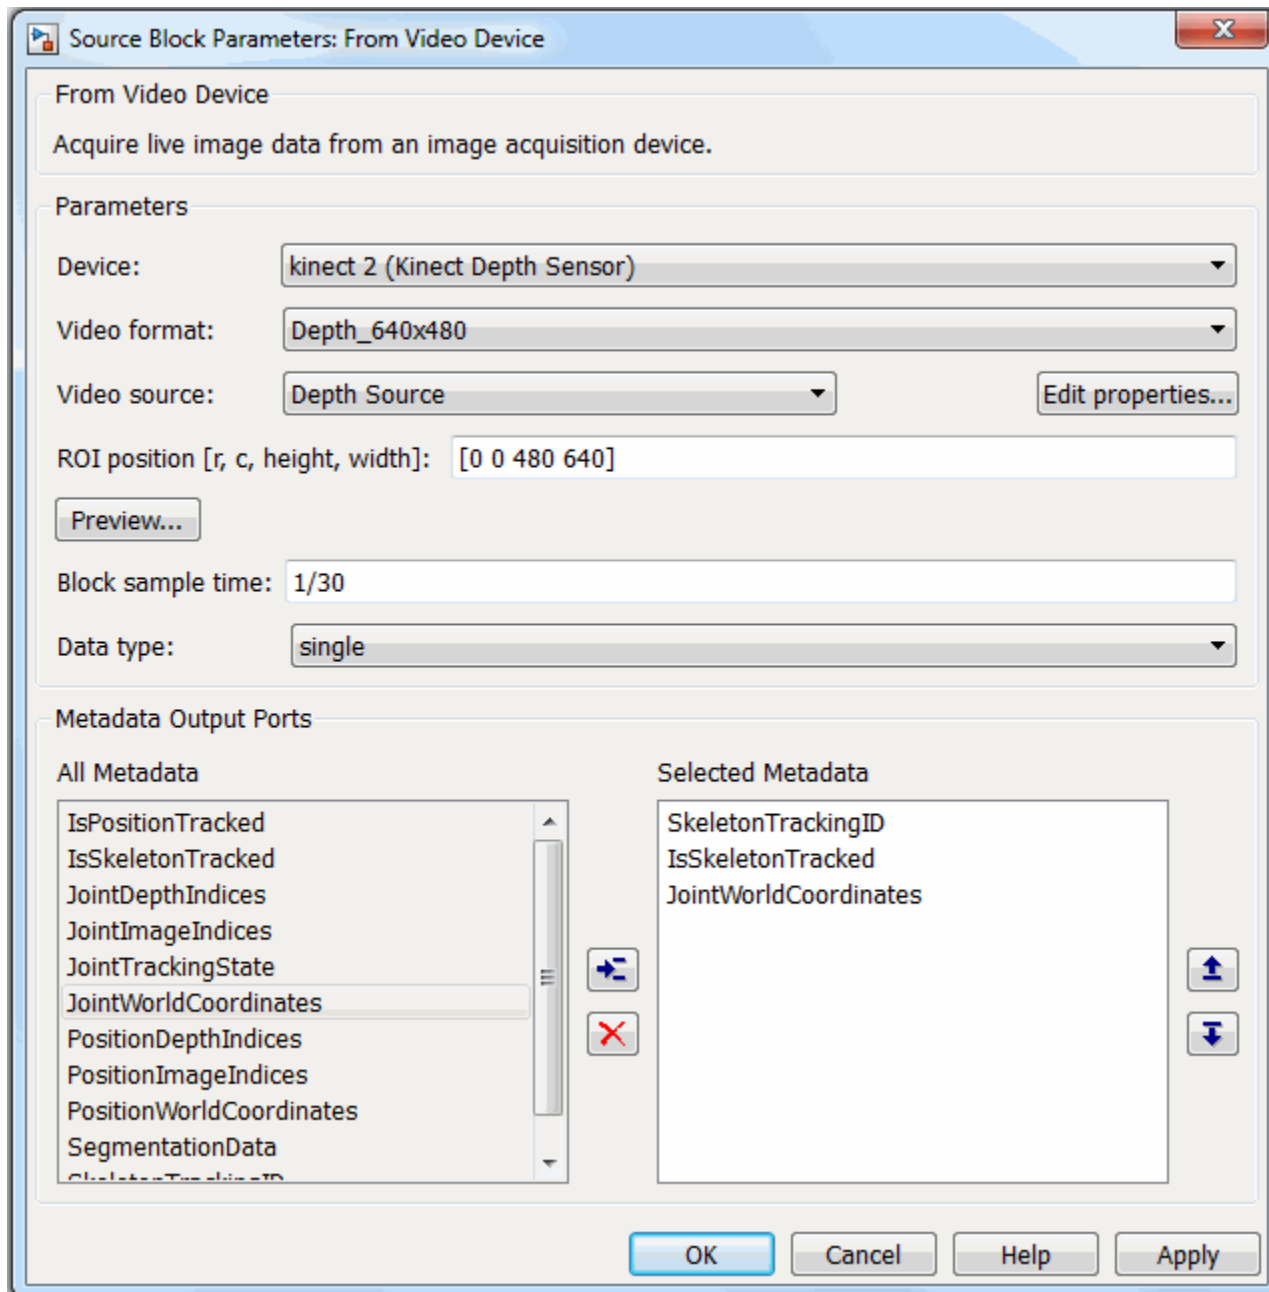 Source Block Parameters: From Video Device
From Video Device
Acquire live image data from an image acquisition device.
Parameters
Device: kinect 2 (Kinect Depth Sensor)
Video format: Depth_640x480
Video source: Depth Source Edit properties...
ROI position [r, c, height, width]: [0 0 480 640]
Preview...
Block sample time: 1/30
Data type: single
Metadata Output Ports
All Metadata
IsPositionTracked
IsSkeletonTracked
JointDepthIndices
JointImageIndices
JointTrackingState
JointWorldCoordinates
PositionDepthIndices
PositionImageIndices
PositionWorldCoordinates
SegmentationData
SkeletonTrackingID
Selected Metadata
SkeletonTrackingID
IsSkeletonTracked
JointWorldCoordinates
OK Cancel Help Apply